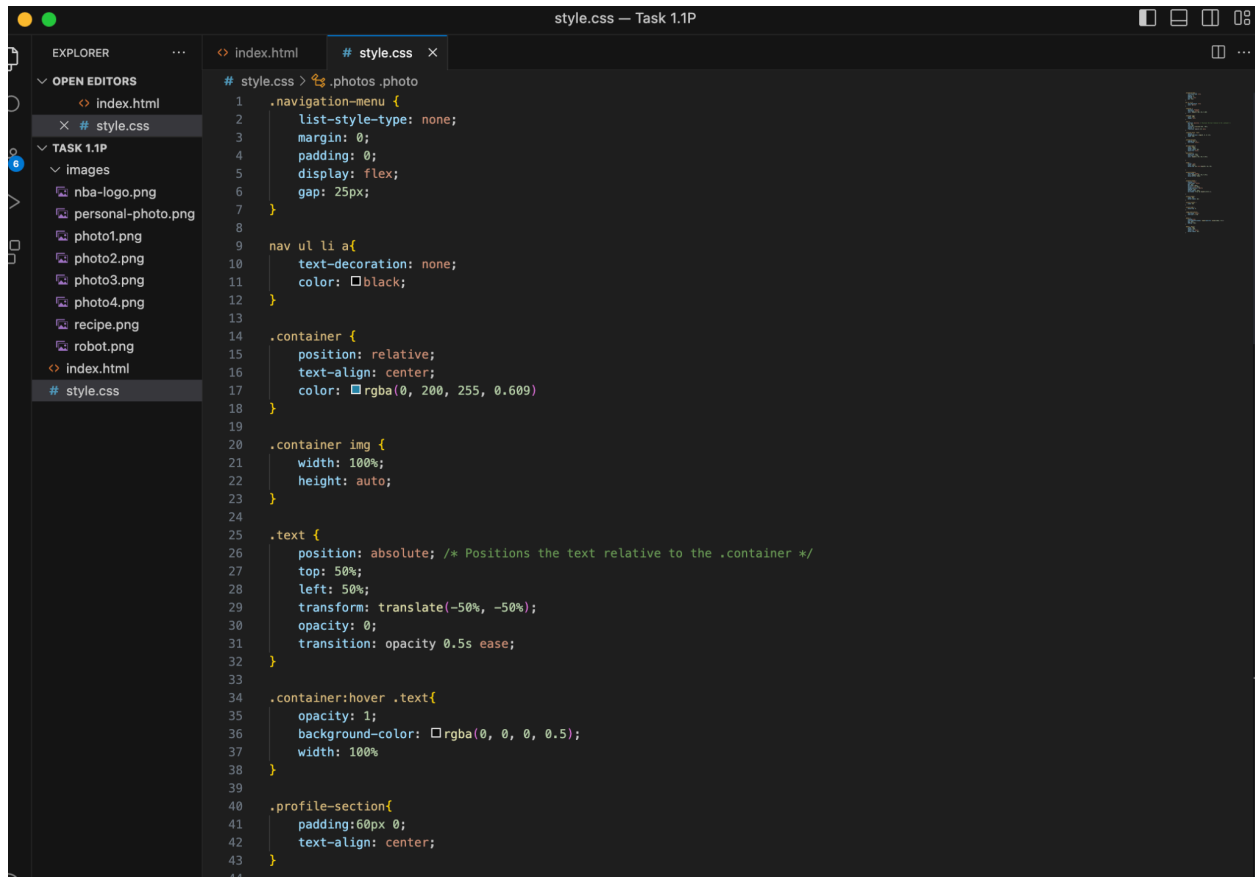 style.css — Task 1.1P
EXPLORER ...
OPEN EDITORS
<> index.html
× # style.css
TASK 1.1P
images
nba-logo.png
personal-photo.png
photo1.png
photo2.png
photo3.png
photo4.png
recipe.png
robot.png
<> index.html
# style.css
6
<> index.html # style.css ×
...
# style.css > .photos .photo
1 .navigation-menu {
2     list-style-type: none;
3     margin: 0;
4     padding: 0;
5     display: flex;
6     gap: 25px;
7 }
8
9 nav ul li a{
10     text-decoration: none;
11     color: black;
12 }
13
14 .container {
15     position: relative;
16     text-align: center;
17     color: rgba(0, 200, 255, 0.609)
18 }
19
20 .container img {
21     width: 100%;
22     height: auto;
23 }
24
25 .text {
26     position: absolute; /* Positions the text relative to the .container */
27     top: 50%;
28     left: 50%;
29     transform: translate(-50%, -50%);
30     opacity: 0;
31     transition: opacity 0.5s ease;
32 }
33
34 .container:hover .text{
35     opacity: 1;
36     background-color: rgba(0, 0, 0, 0.5);
37     width: 100%
38 }
39
40 .profile-section{
41     padding:60px 0;
42     text-align: center;
43 }